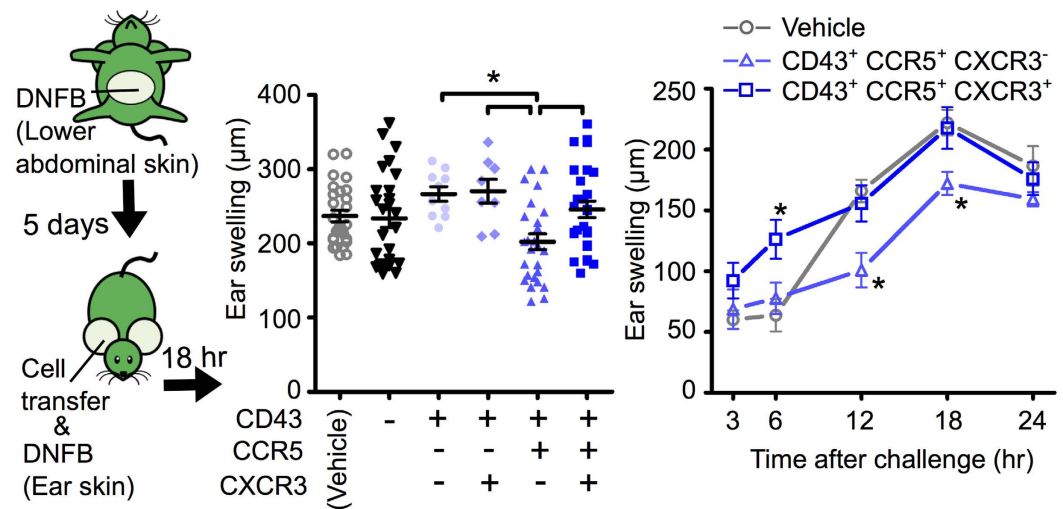 DNFB
(Lower
abdominal skin)
5 days
Cell
transfer
&
DNFB
(Ear skin)
18 hr
Ear swelling (μm)
400
300
200
100
0
*
CD43 (Vehicle) - + + + +
CCR5 - - + +
CXCR3 - + - +
Vehicle
CD43+ CCR5+ CXCR3-
CD43+ CCR5+ CXCR3+
Ear swelling (μm)
250
200
150
100
50
0
*
*
*
3 6 12 18 24
Time after challenge (hr)